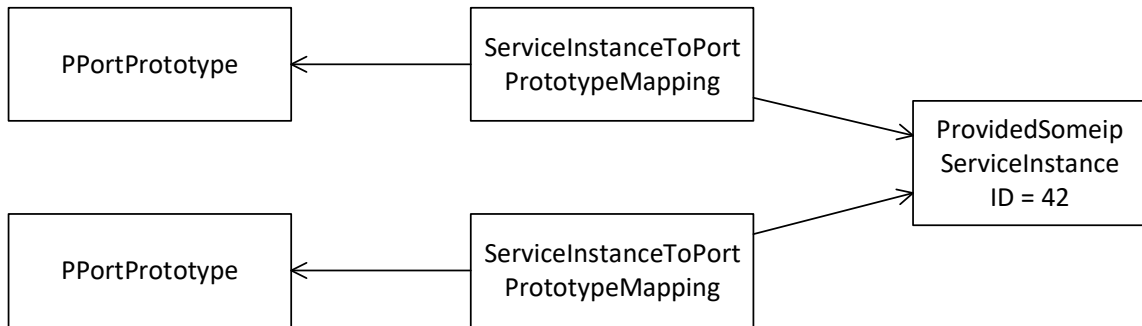 PPortPrototype
ServiceInstanceToPort
PrototypeMapping
ProvidedSomeip
ServiceInstance
ID = 42
PPortPrototype
ServiceInstanceToPort
PrototypeMapping